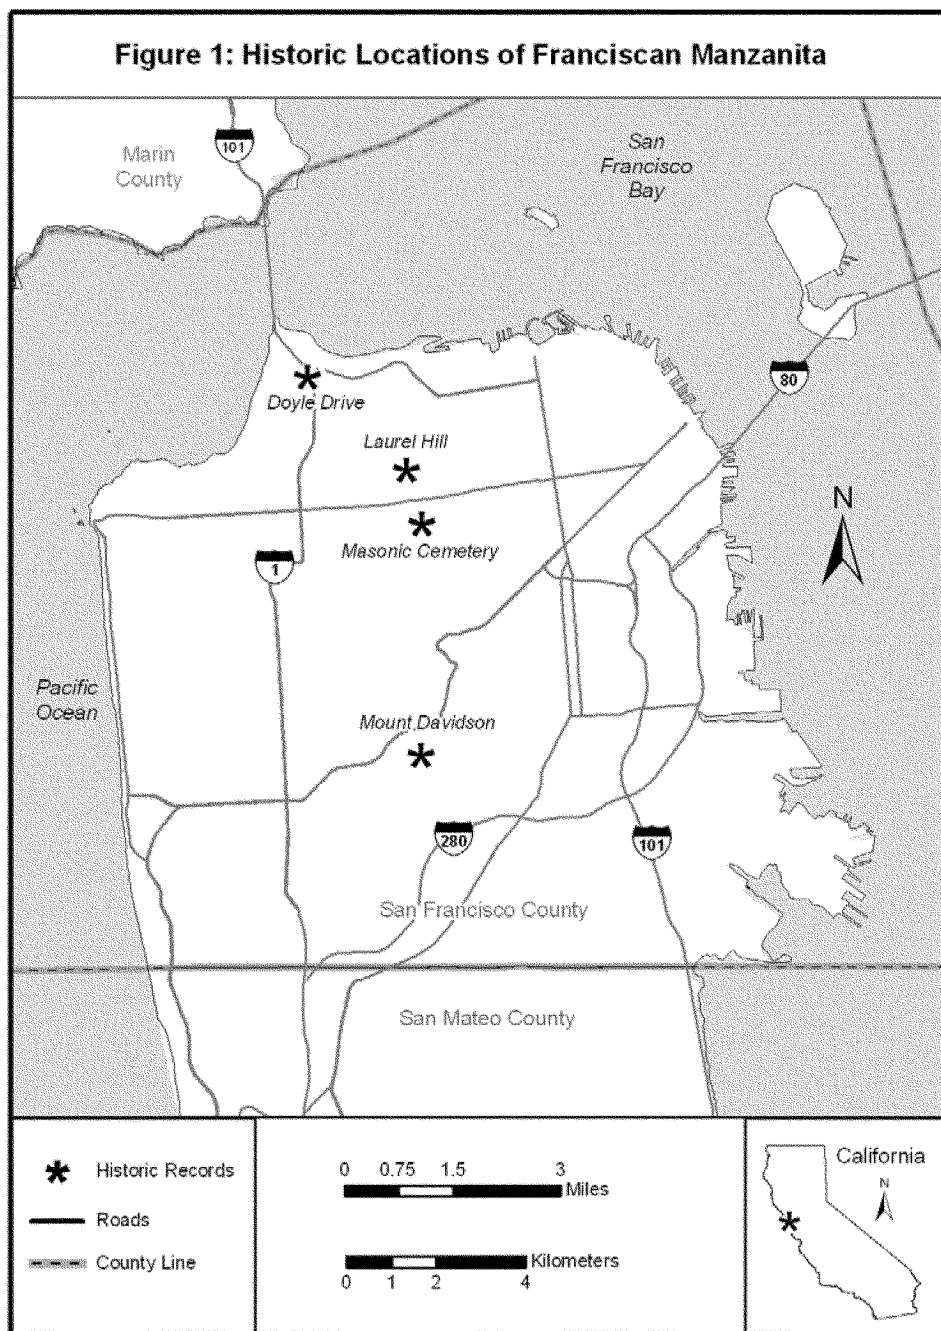 Figure 1: Historic Locations of Franciscan Manzanita
Marin
County
101
San
Francisco
Bay
80
Doyle Drive
Laurel Hill
Masonic Cemetery
N
1
Pacific
Ocean
Mount Davidson
280
101
San Francisco County
San Mateo County
Historic Records
Roads
County Line
0 0.75 1.5 3
Miles
Kilometers
0 1 2 4
California
N